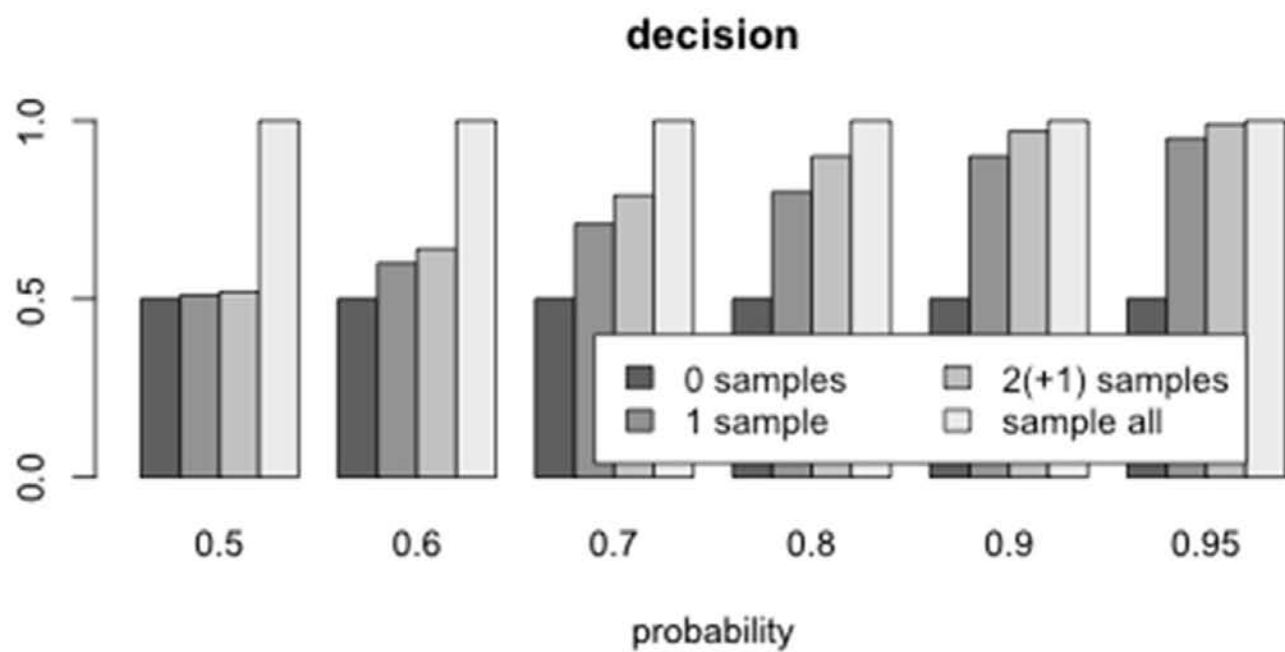 decision
1.0
0.5
0.0
0 samples
1 sample
2(+1) samples
sample all
0.5 0.6 0.7 0.8 0.9 0.95
probability